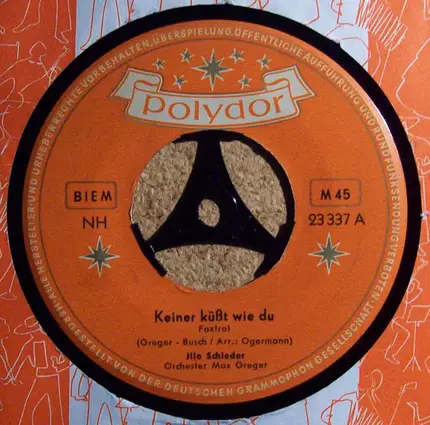 ALLE HERSTELLER- UND URHEBERRECHTE VORBEHALTEN, ÜBERSPIELUNG, ÖFFENTLICHE AUFFÜHRUNG UND RUNDFUNKSENDUNG VERBOTEN!
polydor
BIEM
M 45
NH
23 337 A
Keiner küßt wie du
Foxtrot
(Greger - Busch / Arr.: Ogermann)
Illo Schieder
Orchester Max Greger
HERGESTELLT VON DER DEUTSCHEN GRAMMOPHON GESELLSCHAFT